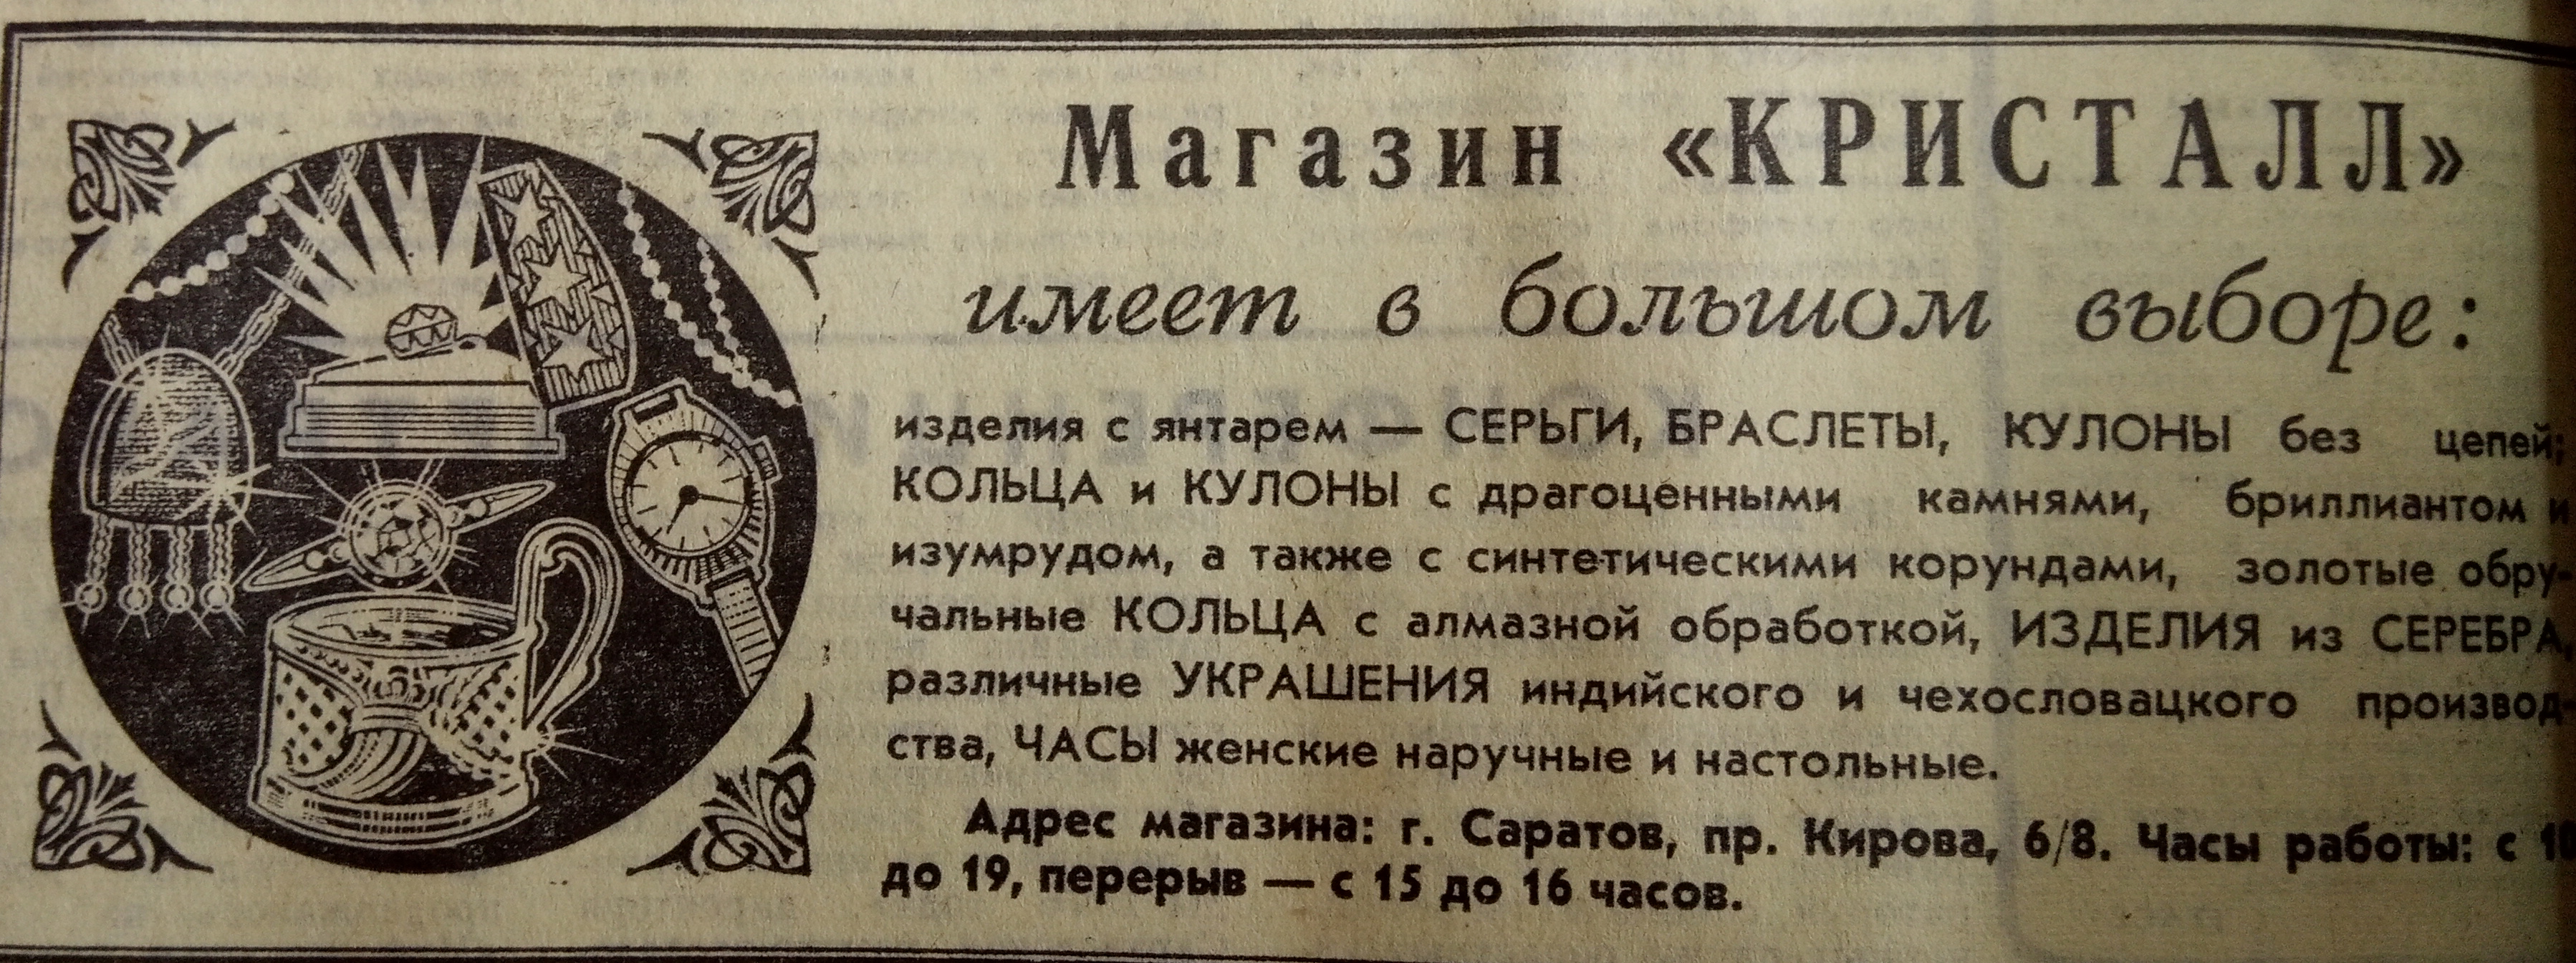 Магазин «КРИСТАЛЛ»
имеет в большом выборе:
изделия с янтарем — СЕРЬГИ, БРАСЛЕТЫ, КУЛОНЫ без цепей;
КОЛЬЦА и КУЛОНЫ с драгоценными камнями, бриллиантом и
изумрудом, а также с синтетическими корундами, золотые обру-
чальные КОЛЬЦА с алмазной обработкой, ИЗДЕЛИЯ из СЕРЕБРА,
различные УКРАШЕНИЯ индийского и чехословацкого производ-
ства, ЧАСЫ женские наручные и настольные.
Адрес магазина: г. Саратов, пр. Кирова, 6/8. Часы работы: с 10
до 19, перерыв — с 15 до 16 часов.